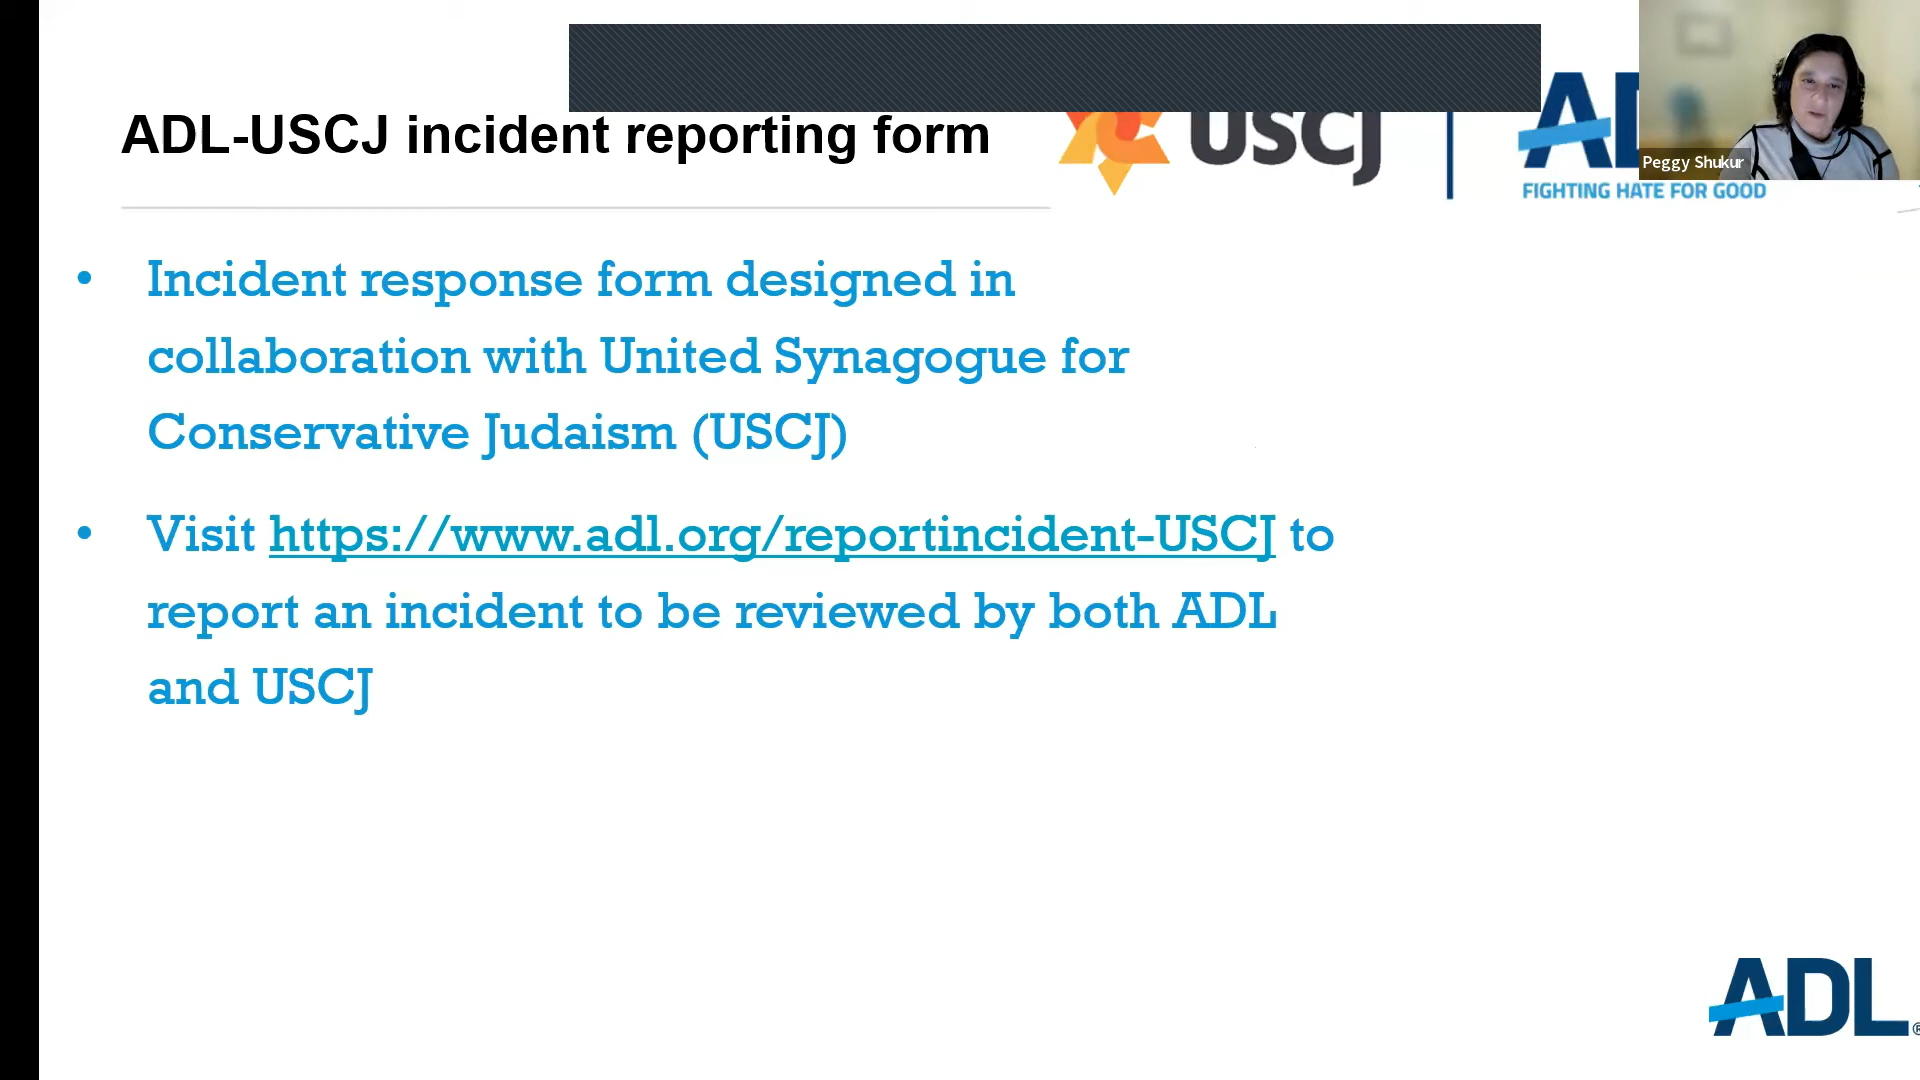 ADL-USCJ incident reporting form
USCJ
FIGHTING HATE FOR GOOD
Peggy Shukur
• Incident response form designed in
collaboration with United Synagogue for
Conservative Judaism (USCJ)
• Visit https://www.adl.org/reportincident-USCJ to
report an incident to be reviewed by both ADL
and USCJ
ADL®